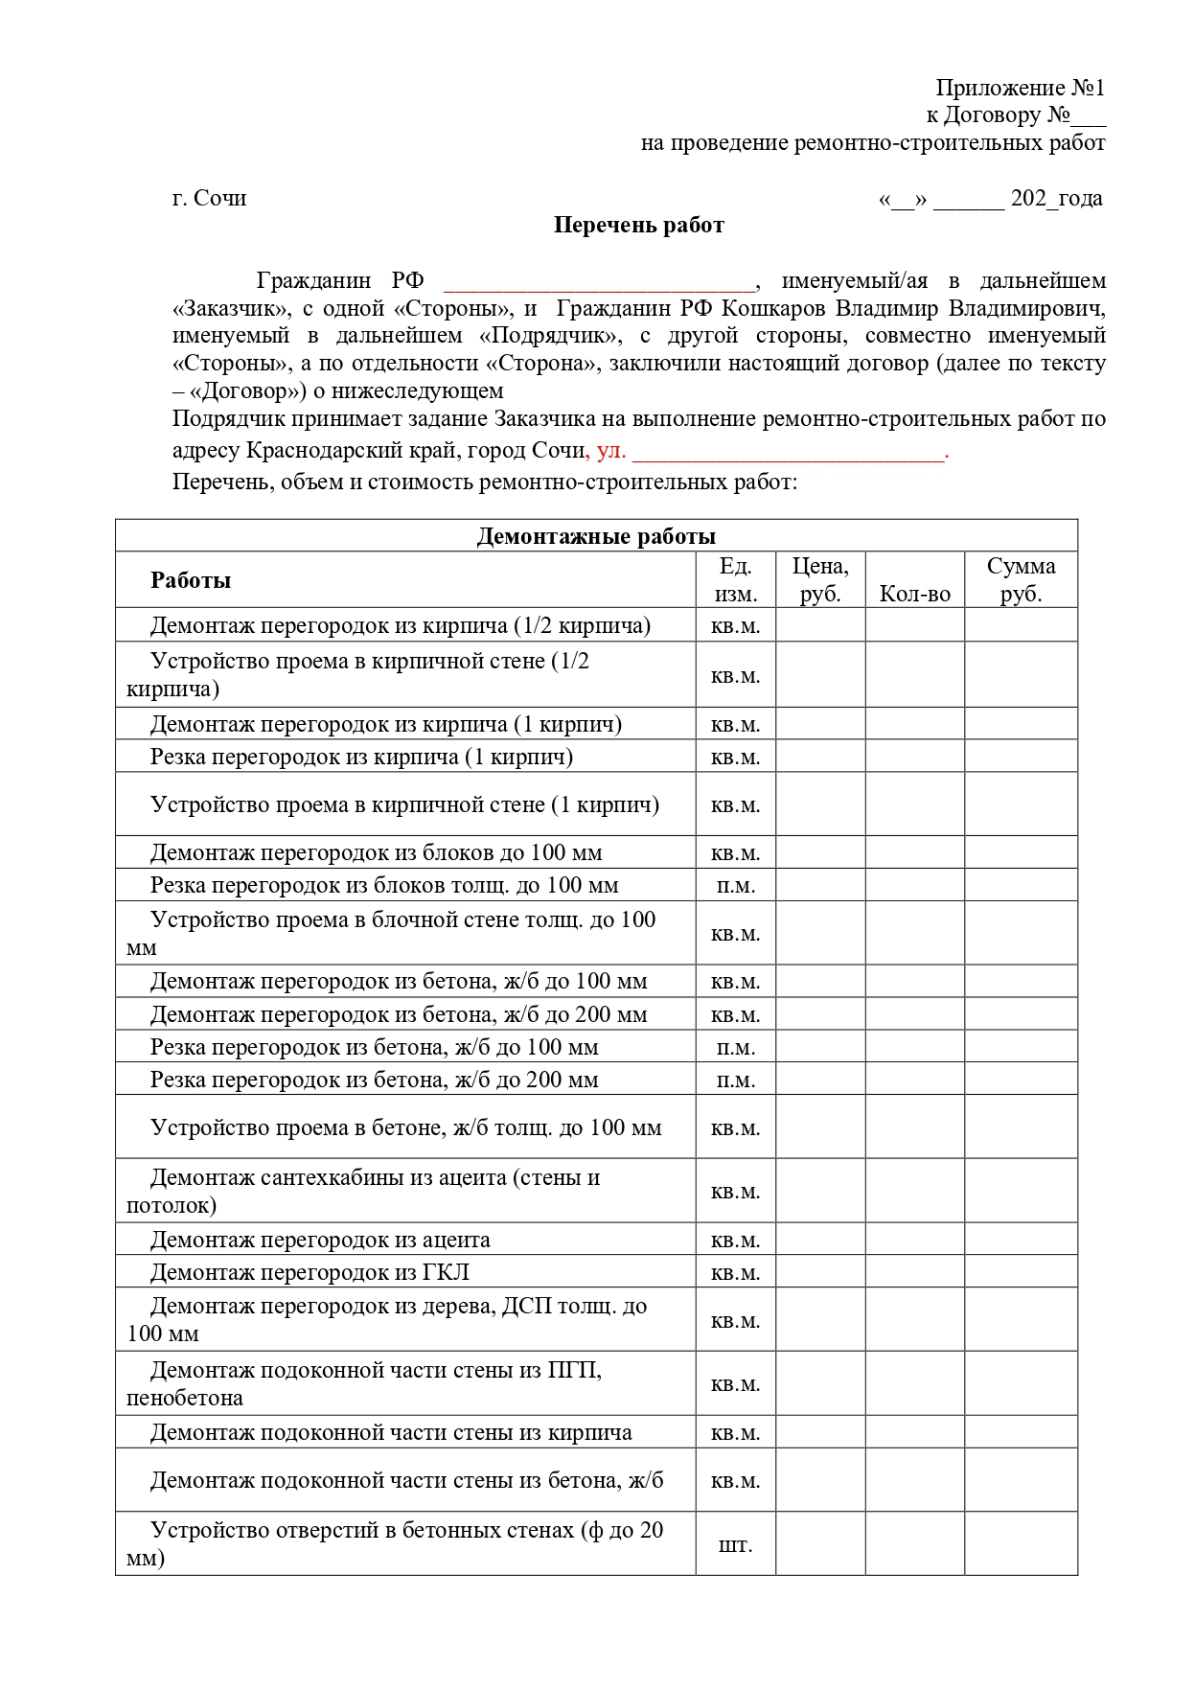 Приложение №1
к Договору №___
на проведение ремонтно-строительных работ
г. Сочи «__» ______ 202_года
Перечень работ
Гражданин РФ __________________________, именуемый/ая в дальнейшем
«Заказчик», с одной «Стороны», и Гражданин РФ Кошкаров Владимир Владимирович,
именуемый в дальнейшем «Подрядчик», с другой стороны, совместно именуемый
«Стороны», а по отдельности «Сторона», заключили настоящий договор (далее по тексту
– «Договор») о нижеследующем
Подрядчик принимает задание Заказчика на выполнение ремонтно-строительных работ по
адресу Краснодарский край, город Сочи, ул. __________________________.
Перечень, объем и стоимость ремонтно-строительных работ:
Демонтажные работы
Работы Ед. изм. Цена, руб. Кол-во Сумма руб.
Демонтаж перегородок из кирпича (1/2 кирпича) кв.м.
Устройство проема в кирпичной стене (1/2
кирпича) кв.м.
Демонтаж перегородок из кирпича (1 кирпич) кв.м.
Резка перегородок из кирпича (1 кирпич) кв.м.
Устройство проема в кирпичной стене (1 кирпич) кв.м.
Демонтаж перегородок из блоков до 100 мм кв.м.
Резка перегородок из блоков толщ. до 100 мм п.м.
Устройство проема в блочной стене толщ. до 100
мм кв.м.
Демонтаж перегородок из бетона, ж/б до 100 мм кв.м.
Демонтаж перегородок из бетона, ж/б до 200 мм кв.м.
Резка перегородок из бетона, ж/б до 100 мм п.м.
Резка перегородок из бетона, ж/б до 200 мм п.м.
Устройство проема в бетоне, ж/б толщ. до 100 мм кв.м.
Демонтаж сантехкабины из ацеита (стены и
потолок) кв.м.
Демонтаж перегородок из ацеита кв.м.
Демонтаж перегородок из ГКЛ кв.м.
Демонтаж перегородок из дерева, ДСП толщ. до
100 мм кв.м.
Демонтаж подоконной части стены из ПГП,
пенобетона кв.м.
Демонтаж подоконной части стены из кирпича кв.м.
Демонтаж подоконной части стены из бетона, ж/б кв.м.
Устройство отверстий в бетонных стенах (ф до 20
мм) шт.